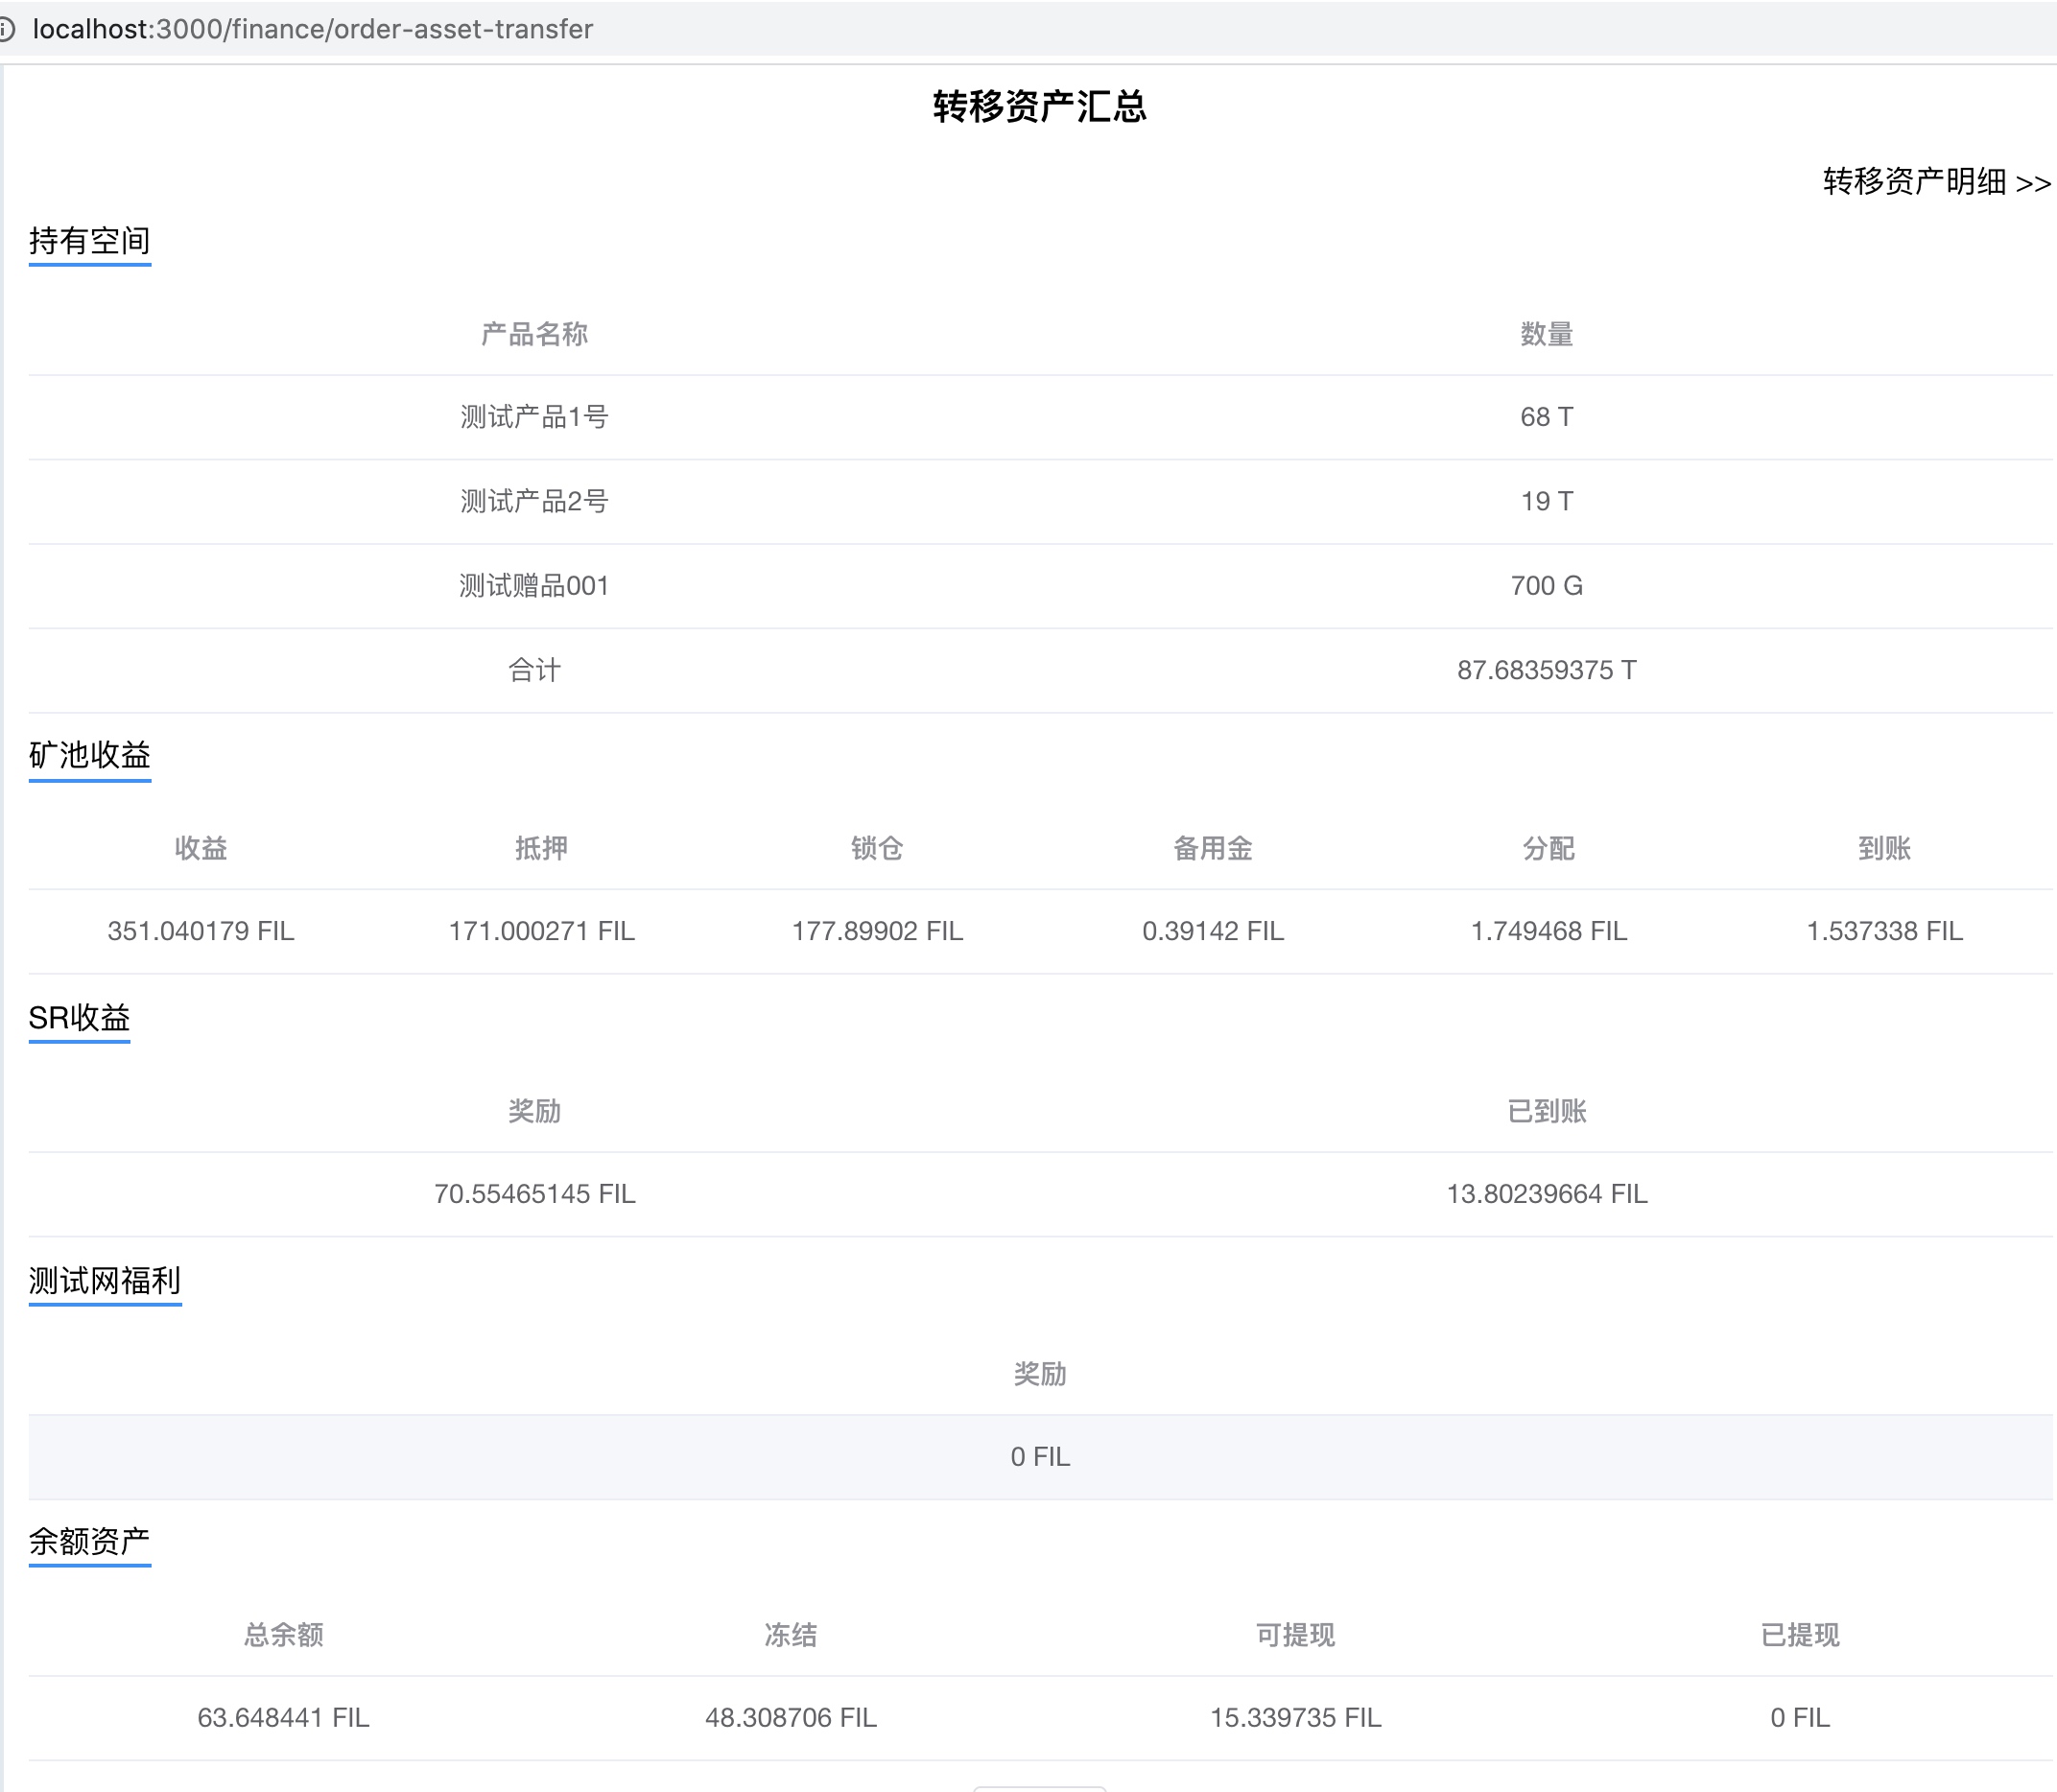 localhost:3000/finance/order-asset-transfer
转移资产汇总
转移资产明细 >>
持有空间
产品名称 数量
测试产品1号 68 T
测试产品2号 19 T
测试赠品001 700 G
合计 87.68359375 T
矿池收益
收益 抵押 锁仓 备用金 分配 到账
351.040179 FIL 171.000271 FIL 177.89902 FIL 0.39142 FIL 1.749468 FIL 1.537338 FIL
SR收益
奖励 已到账
70.55465145 FIL 13.80239664 FIL
测试网福利
奖励
0 FIL
余额资产
总余额 冻结 可提现 已提现
63.648441 FIL 48.308706 FIL 15.339735 FIL 0 FIL